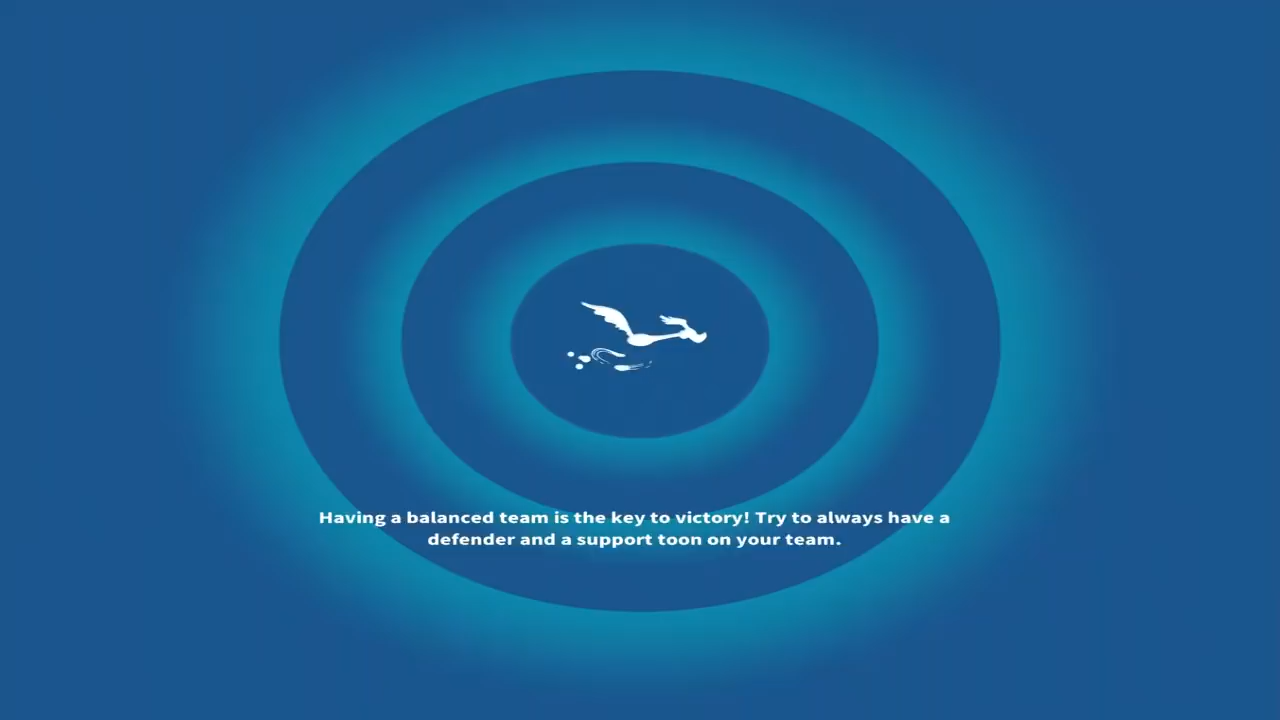 Having a balanced team is the key to victory! Try to always have a
defender and a support toon on your team.